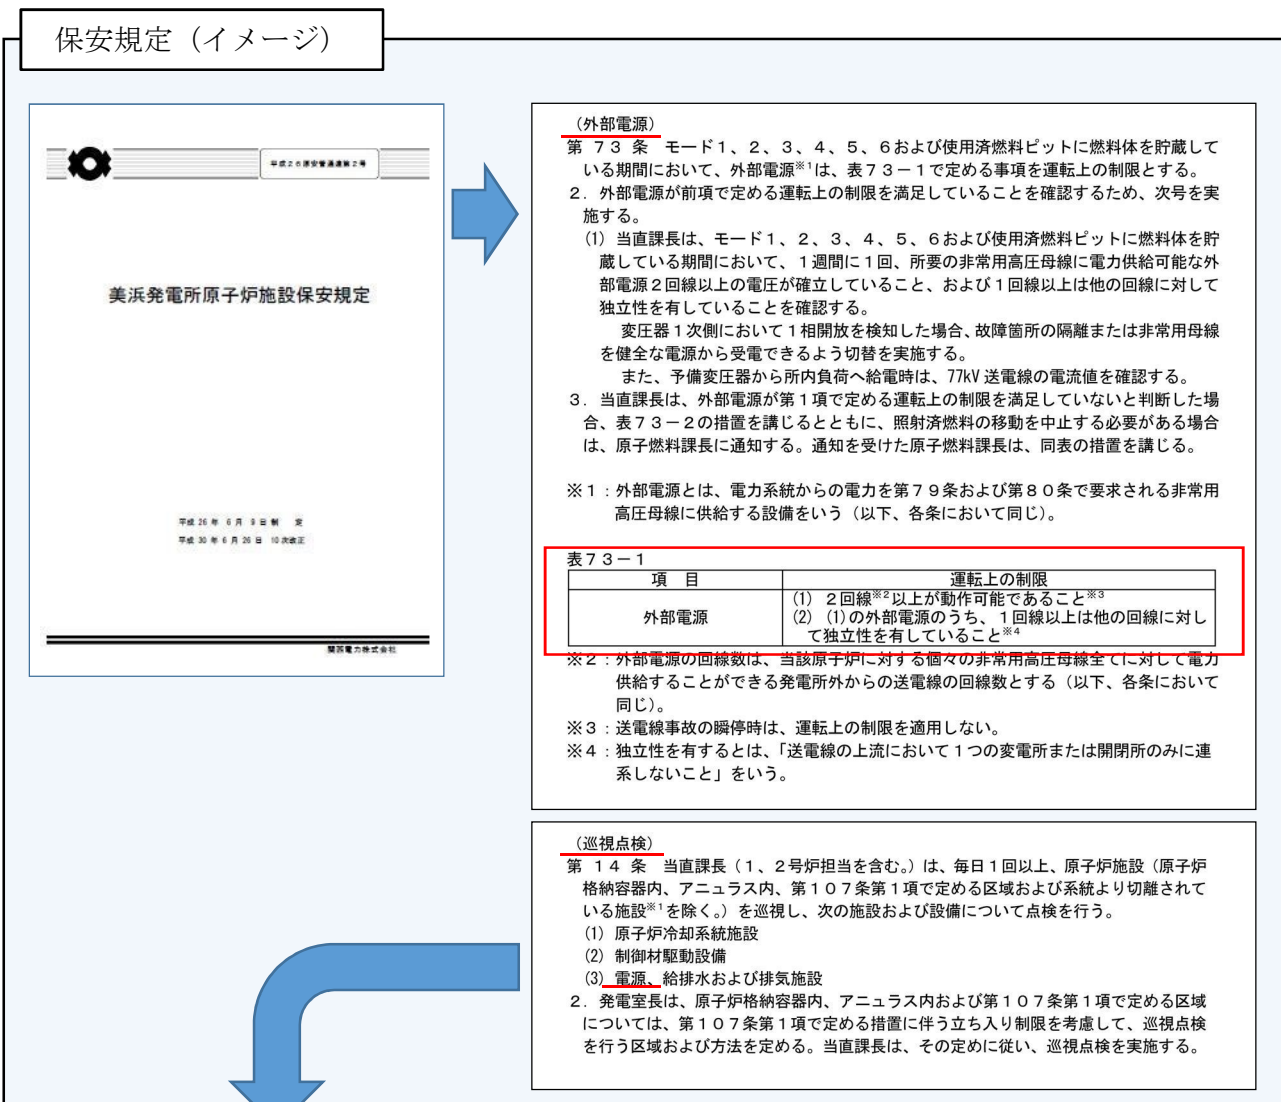 保安規定（イメージ）
平成２６原安管通達第２号
美浜発電所原子炉施設保安規定
平成 26 年 6 月 9 日 制 定
平成 30 年 6 月 26 日 10 次改正
関西電力株式会社
（外部電源）
第 73 条 モード１、２、３、４、５、６および使用済燃料ピットに燃料体を貯蔵して
いる期間において、外部電源※1は、表７３－１で定める事項を運転上の制限とする。
２．外部電源が前項で定める運転上の制限を満足していることを確認するため、次号を実
施する。
(1) 当直課長は、モード１、２、３、４、５、６および使用済燃料ピットに燃料体を貯
蔵している期間において、１週間に１回、所要の非常用高圧母線に電力供給可能な外
部電源２回線以上の電圧が確立していること、および１回線以上は他の回線に対して
独立性を有していることを確認する。
変圧器１次側において１相開放を検知した場合、故障箇所の隔離または非常用母線
を健全な電源から受電できるよう切替を実施する。
また、予備変圧器から所内負荷へ給電時は、77kV 送電線の電流値を確認する。
３．当直課長は、外部電源が第１項で定める運転上の制限を満足していないと判断した場
合、表７３－２の措置を講じるとともに、照射済燃料の移動を中止する必要がある場合
は、原子燃料課長に通知する。通知を受けた原子燃料課長は、同表の措置を講じる。
※１：外部電源とは、電力系統からの電力を第７９条および第８０条で要求される非常用
高圧母線に供給する設備をいう（以下、各条において同じ）。
表７３－１
項 目 運転上の制限
外部電源
(1) ２回線※2以上が動作可能であること※3
(2) (1)の外部電源のうち、１回線以上は他の回線に対し
て独立性を有していること※4
※２：外部電源の回線数は、当該原子炉に対する個々の非常用高圧母線全てに対して電力
供給することができる発電所外からの送電線の回線数とする（以下、各条において
同じ）。
※３：送電線事故の瞬停時は、運転上の制限を適用しない。
※４：独立性を有するとは、「送電線の上流において１つの変電所または開閉所のみに連
系しないこと」をいう。
（巡視点検）
第 14 条 当直課長（１、２号炉担当を含む。）は、毎日１回以上、原子炉施設（原子炉
格納容器内、アニュラス内、第１０７条第１項で定める区域および系統より切離されて
いる施設※1を除く。）を巡視し、次の施設および設備について点検を行う。
(1) 原子炉冷却系統施設
(2) 制御材駆動設備
(3) 電源、給排水および排気施設
２．発電室長は、原子炉格納容器内、アニュラス内および第１０７条第１項で定める区域
については、第１０７条第１項で定める措置に伴う立ち入り制限を考慮して、巡視点検
を行う区域および方法を定める。当直課長は、その定めに従い、巡視点検を実施する。